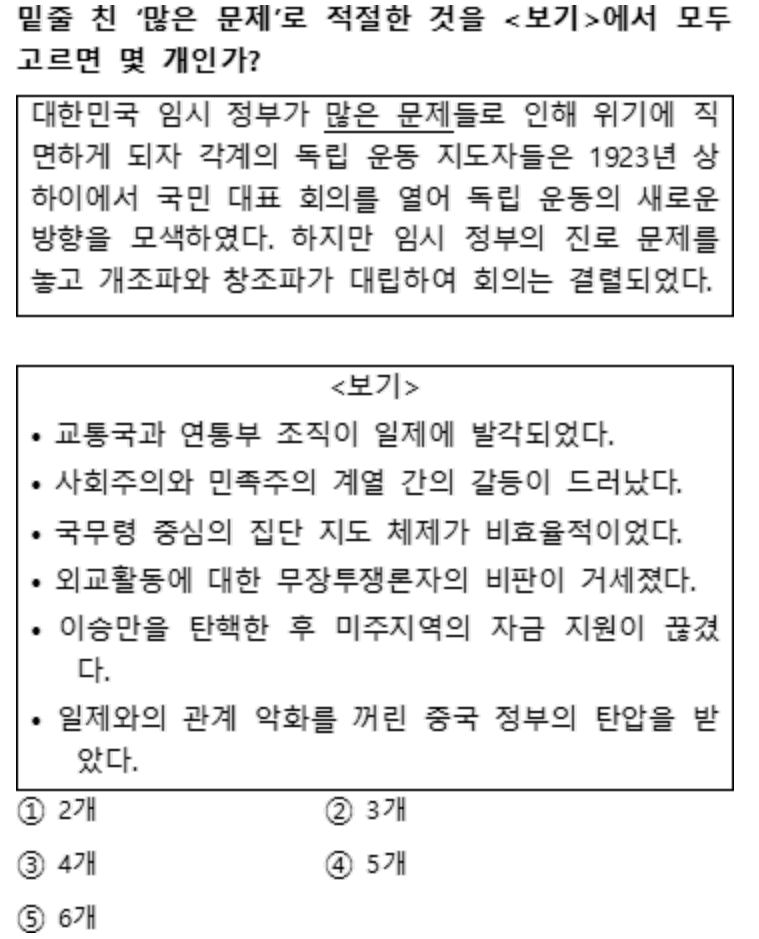 밑줄 친 '많은 문제'로 적절한 것을 <보기>에서 모두
고르면 몇 개인가?
대한민국 임시 정부가 많은 문제들로 인해 위기에 직
면하게 되자 각계의 독립 운동 지도자들은 1923년 상
하이에서 국민 대표 회의를 열어 독립 운동의 새로운
방향을 모색하였다. 하지만 임시 정부의 진로 문제를
놓고 개조파와 창조파가 대립하여 회의는 결렬되었다.
<보기>
• 교통국과 연통부 조직이 일제에 발각되었다.
• 사회주의와 민족주의 계열 간의 갈등이 드러났다.
• 국무령 중심의 집단 지도 체제가 비효율적이었다.
• 외교활동에 대한 무장투쟁론자의 비판이 거세졌다.
• 이승만을 탄핵한 후 미주지역의 자금 지원이 끊겼
다.
• 일제와의 관계 악화를 꺼린 중국 정부의 탄압을 받
았다.
① 2개 ② 3개
③ 4개 ④ 5개
⑤ 6개